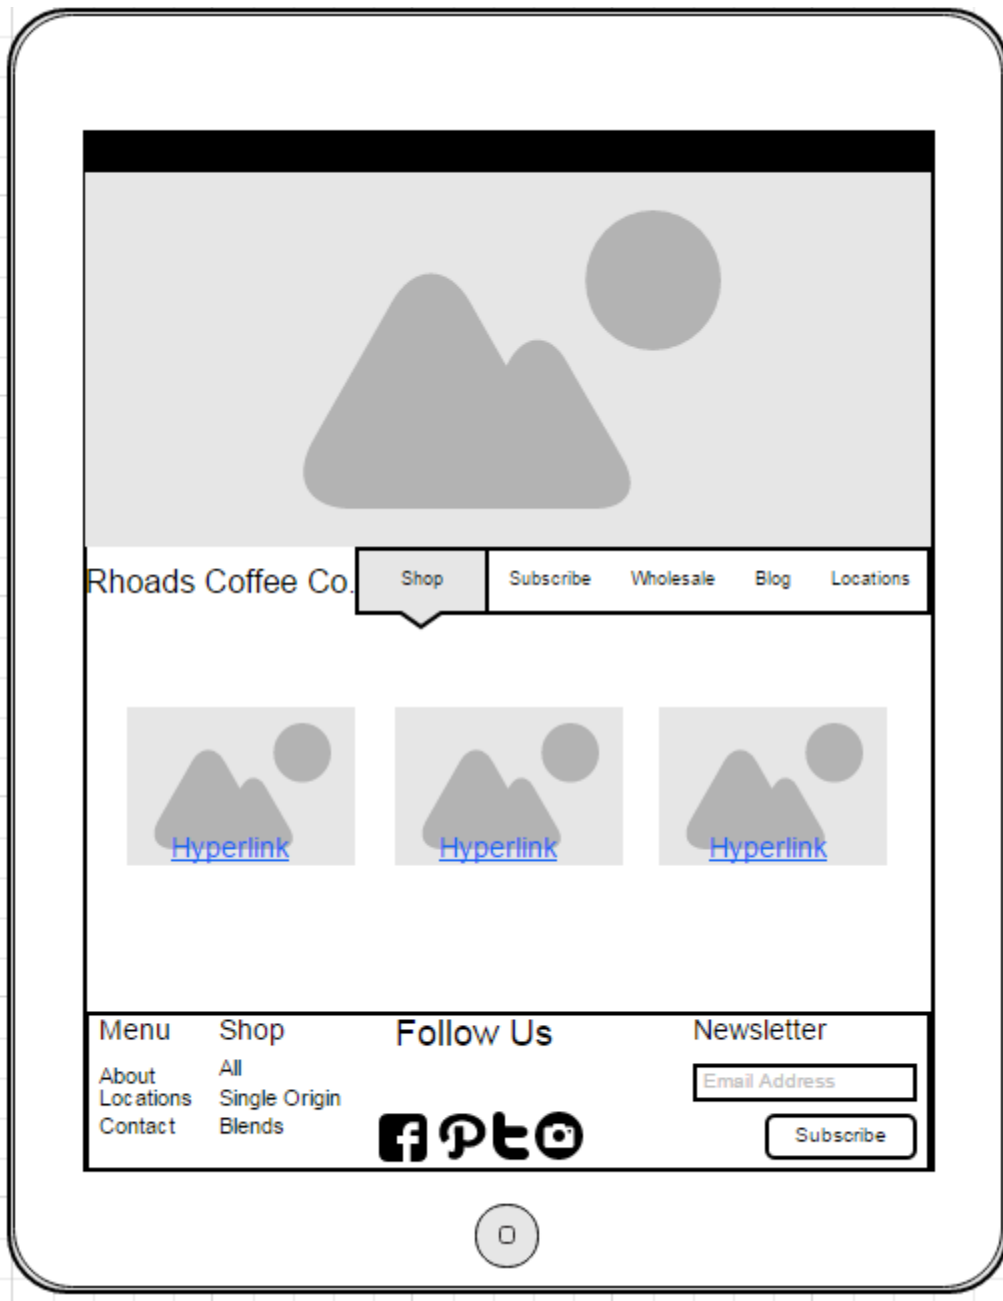 Rhoads Coffee Co.
Shop
Subscribe
Wholesale
Blog
Locations
Hyperlink
Hyperlink
Hyperlink
Menu
About
Locations
Contact
Shop
All
Single Origin
Blends
Follow Us
Newsletter
Email Address
Subscribe